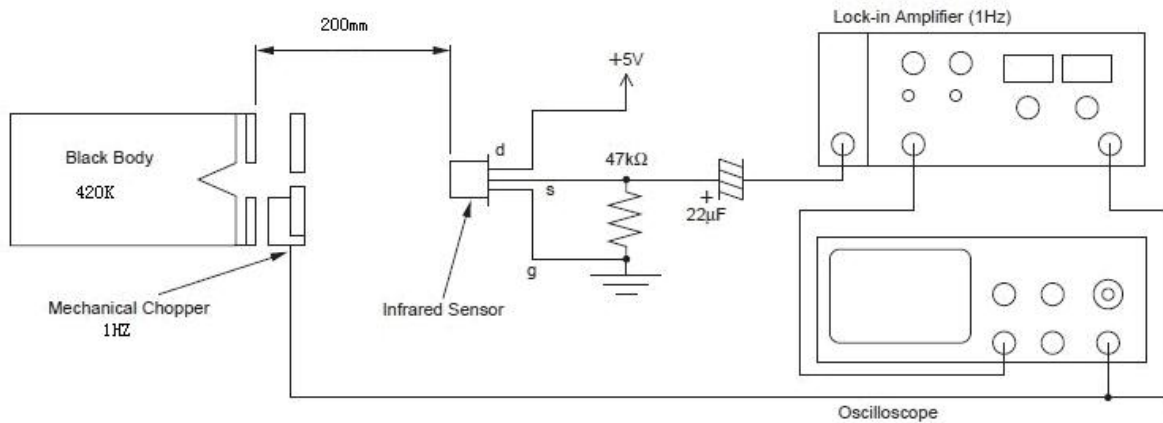 Lock-in Amplifier (1Hz)
200mm
+5V
Black Body
420K
d
47kΩ
s
+
22μF
g
Mechanical Chopper
1HZ
Infrared Sensor
Oscilloscope